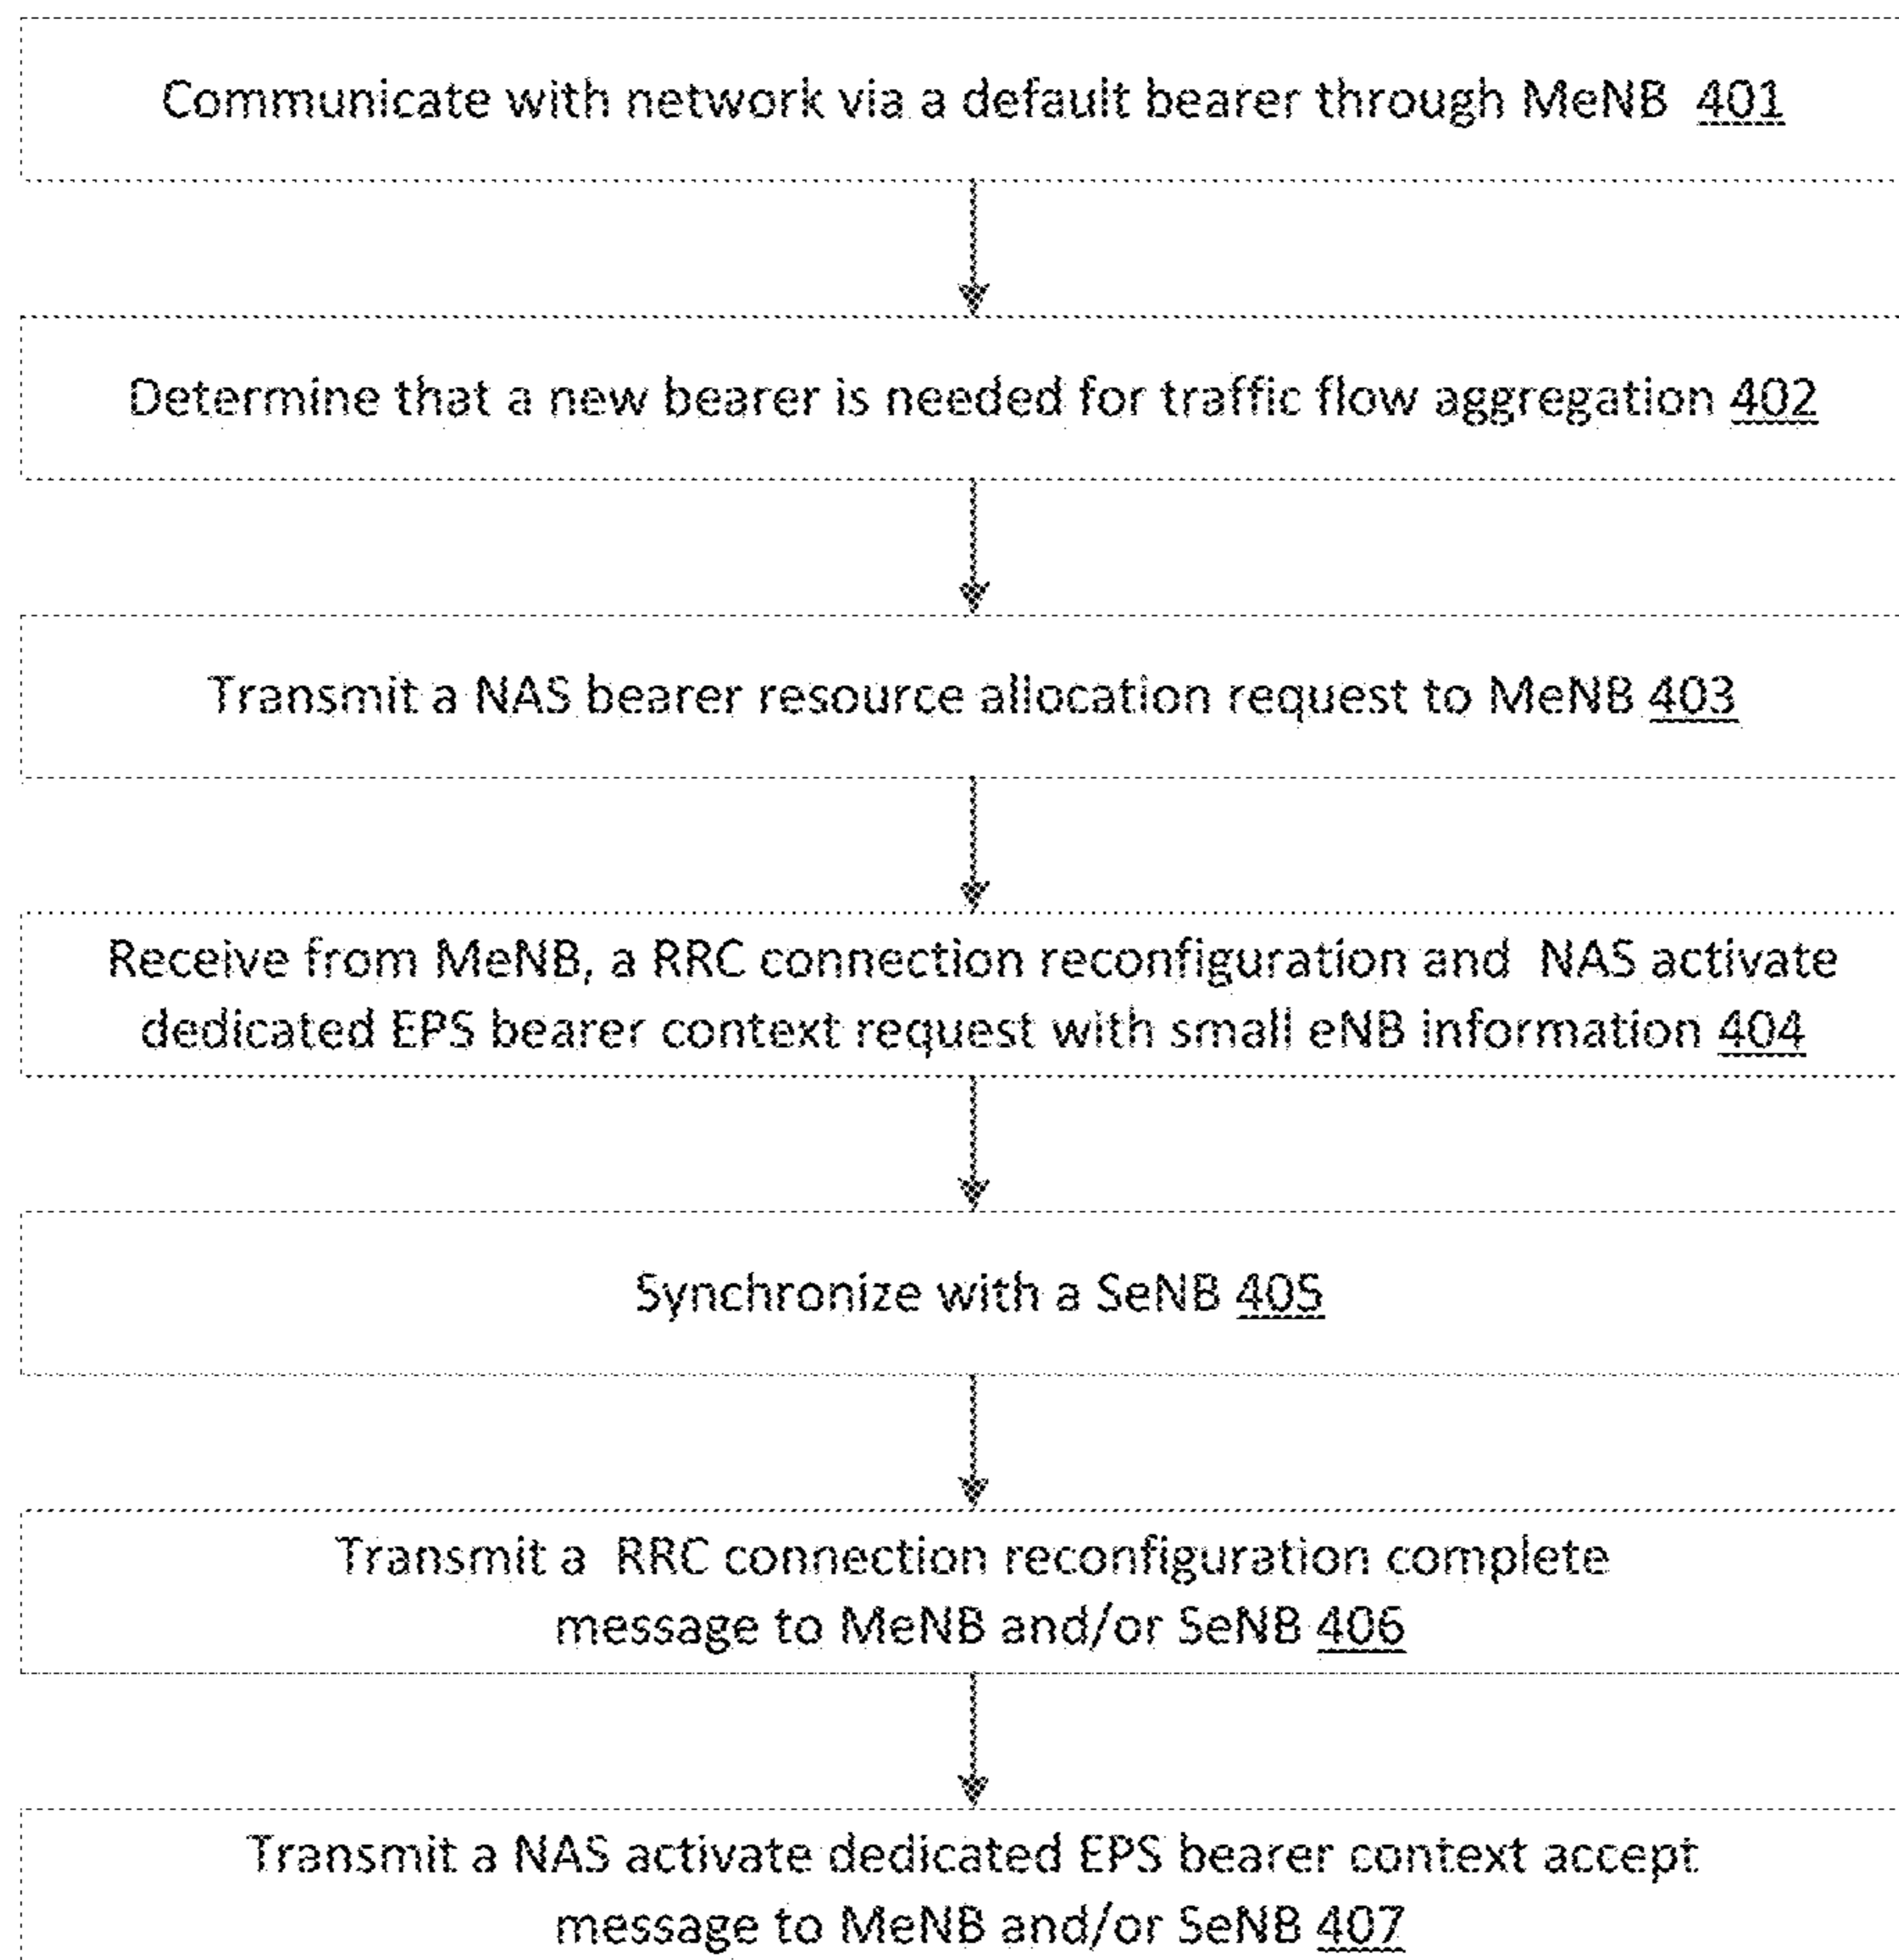 Communicate with network via a default bearer through MeNB 401
Determine that a new bearer is needed for traffic flow aggregation 402
Transmit a NAS bearer resource allocation request to MeNB 403
Receive from MeNB, a RRC connection reconfiguration and NAS activate
dedicated EPS bearer context request with small eNB information 404
Synchronize with a SeNB 405
Transmit a RRC connection reconfiguration complete
message to MeNB and/or SeNB 406
Transmit a NAS activate dedicated EPS bearer context accept
message to MeNB and/or SeNB 407